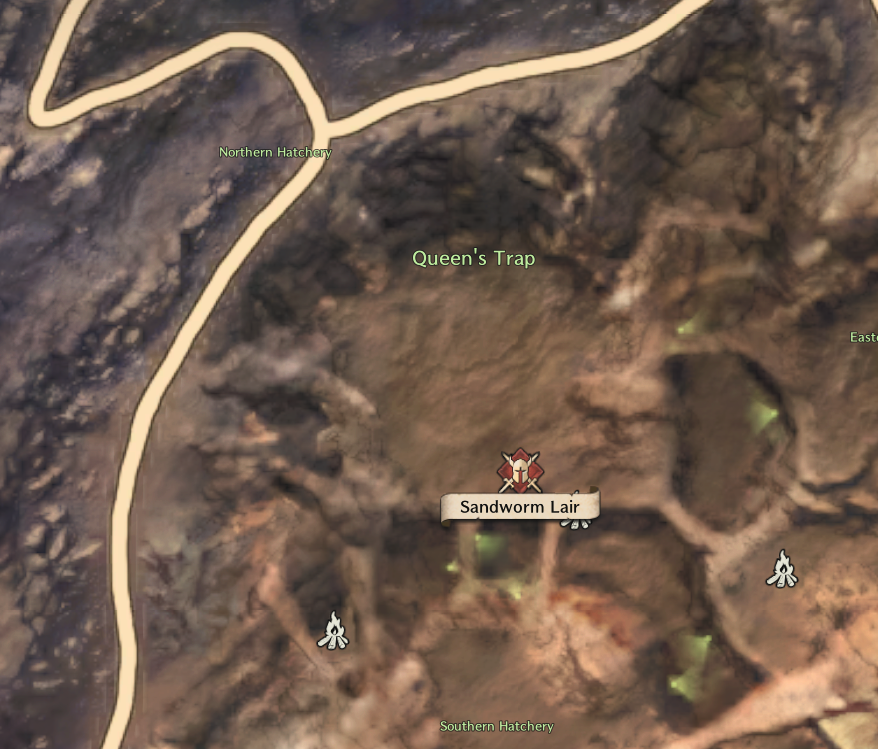 Northern Hatchery
Queen's Trap
Sandworm Lair
Southern Hatchery